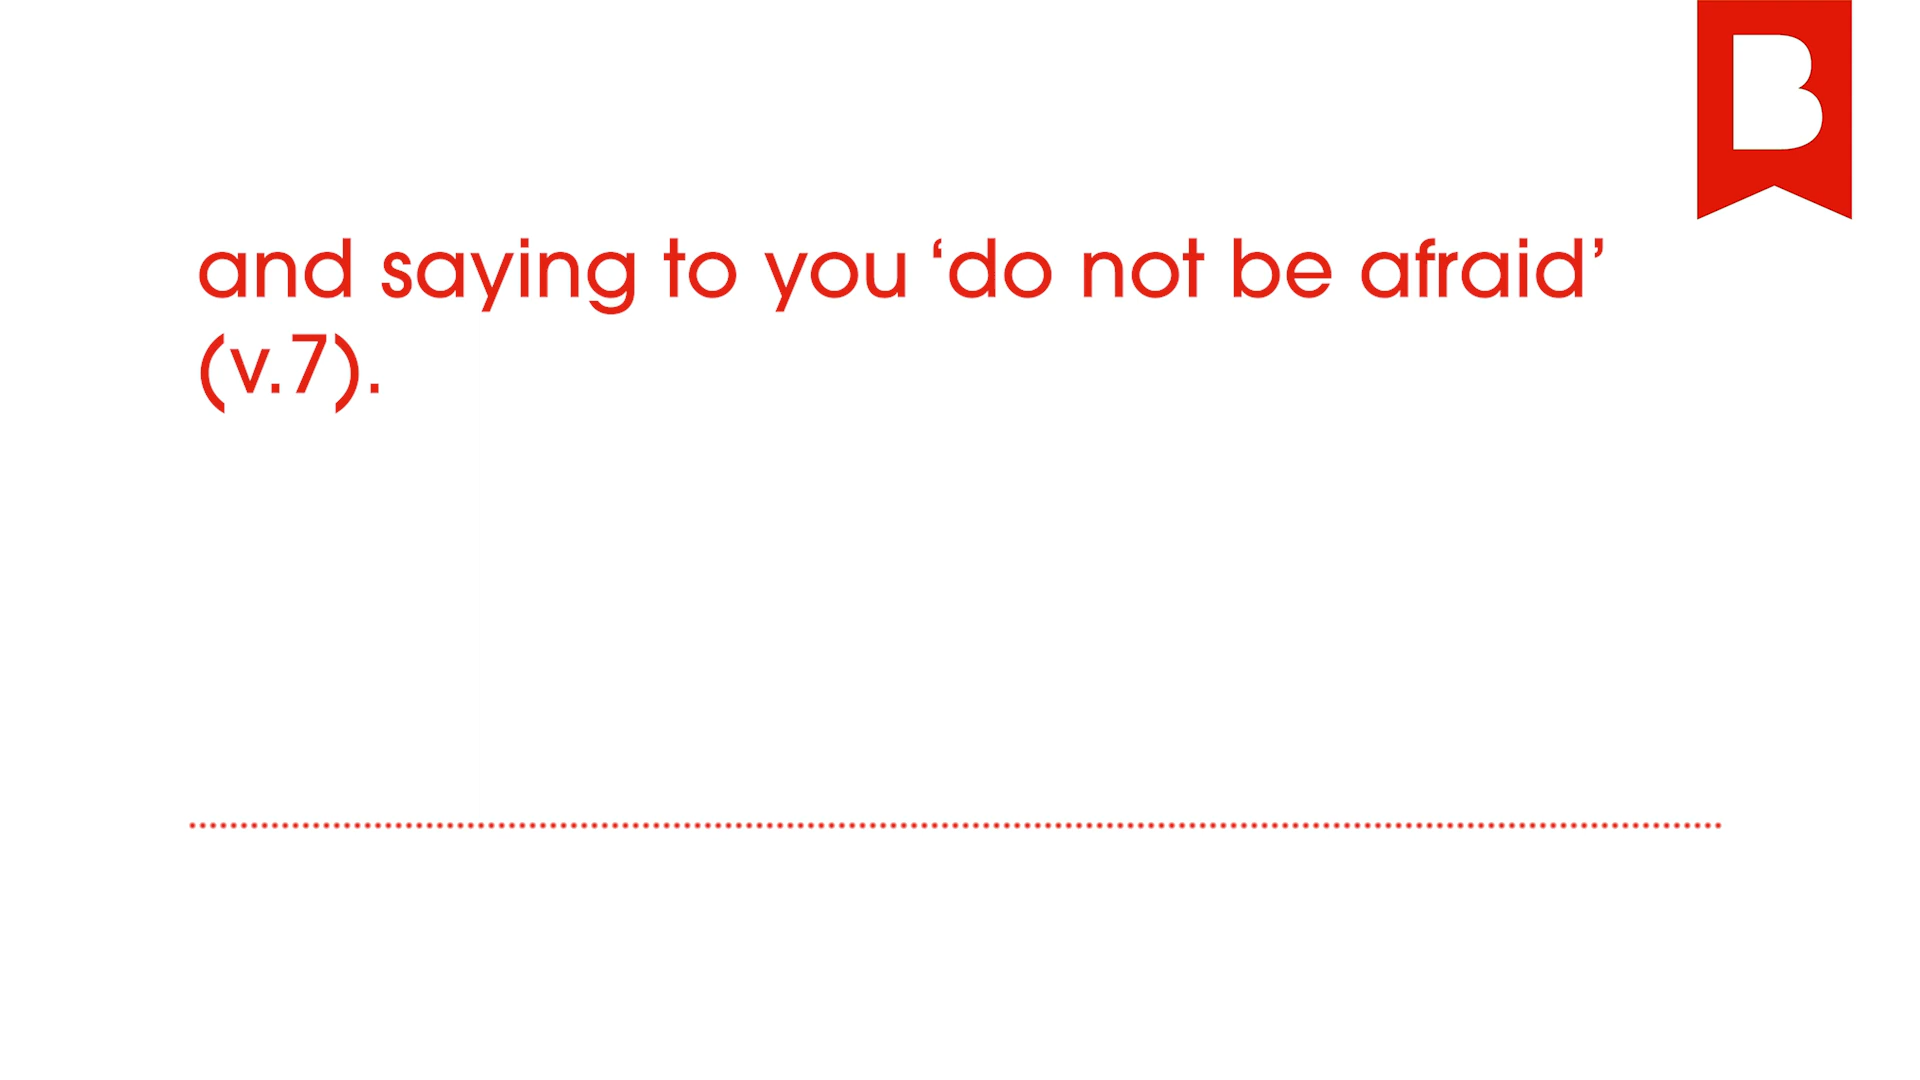 B
and saying to you ‘do not be afraid’
(v.7).